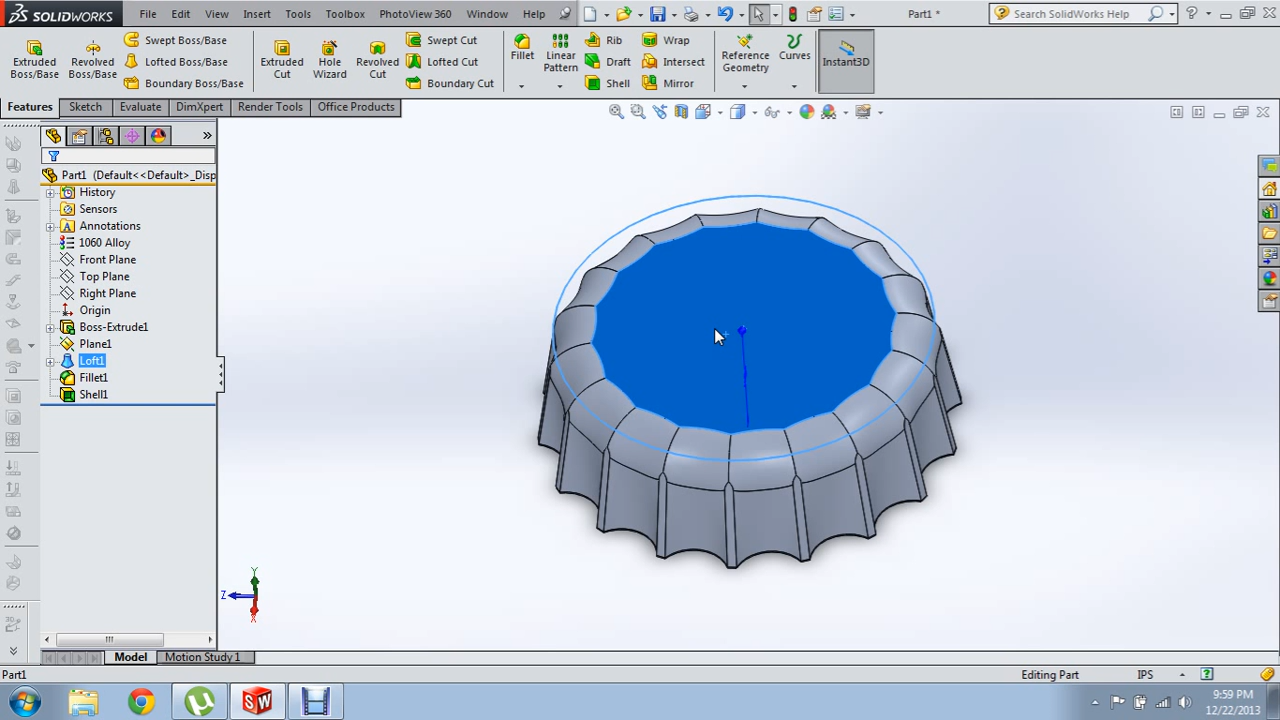 SOLIDWORKS File Edit View Insert Tools Toolbox PhotoView 360 Window Help Part1 * Search SolidWorks Help
Extruded Boss/Base
Revolved Boss/Base
Swept Boss/Base
Lofted Boss/Base
Boundary Boss/Base
Extruded Cut
Hole Wizard
Revolved Cut
Swept Cut
Lofted Cut
Boundary Cut
Fillet
Linear Pattern
Rib
Draft
Shell
Wrap
Intersect
Mirror
Reference Geometry
Curves
Instant3D
Features Sketch Evaluate DimXpert Render Tools Office Products
Part1 (Default<<Default>_Disp
History
Sensors
Annotations
1060 Alloy
Front Plane
Top Plane
Right Plane
Origin
Boss-Extrude1
Plane1
Loft1
Fillet1
Shell1
Y
Z
X
Model Motion Study 1
Part1 Editing Part IPS
9:59 PM
12/22/2013